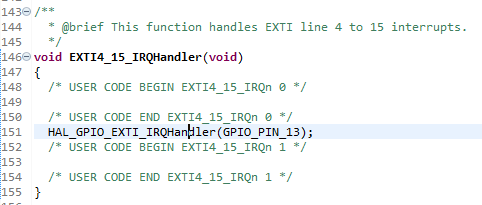 142
143 /**
144 * @brief This function handles EXTI line 4 to 15 interrupts.
145 */
146 void EXTI4_15_IRQHandler(void)
147 {
148 /* USER CODE BEGIN EXTI4_15_IRQn 0 */
149
150 /* USER CODE END EXTI4_15_IRQn 0 */
151 HAL_GPIO_EXTI_IRQHandler(GPIO_PIN_13);
152 /* USER CODE BEGIN EXTI4_15_IRQn 1 */
153
154 /* USER CODE END EXTI4_15_IRQn 1 */
155 }